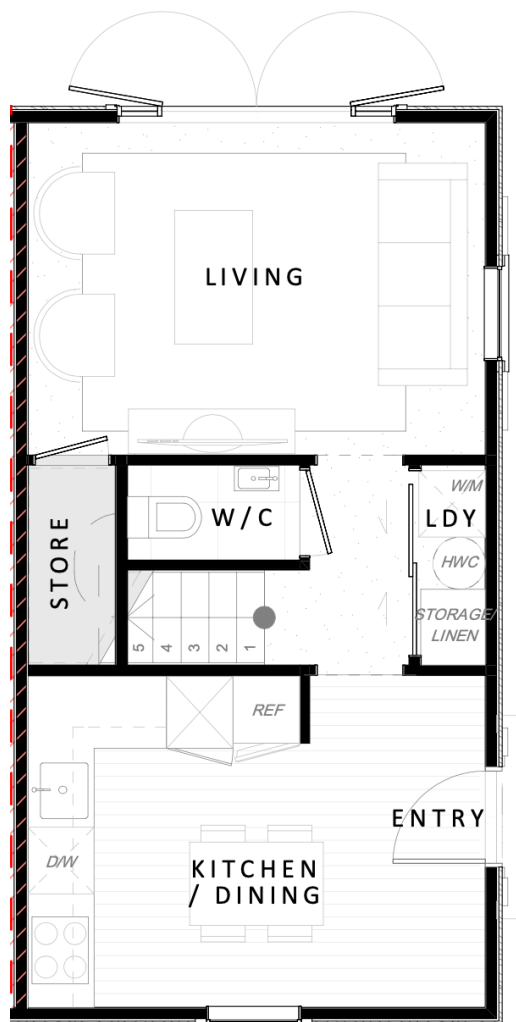 LIVING
W/M
W/C
LDY
STORE
HWC
STORAGE/
LINEN
5
4
3
2
1
REF
ENTRY
D/W
KITCHEN
/ DINING